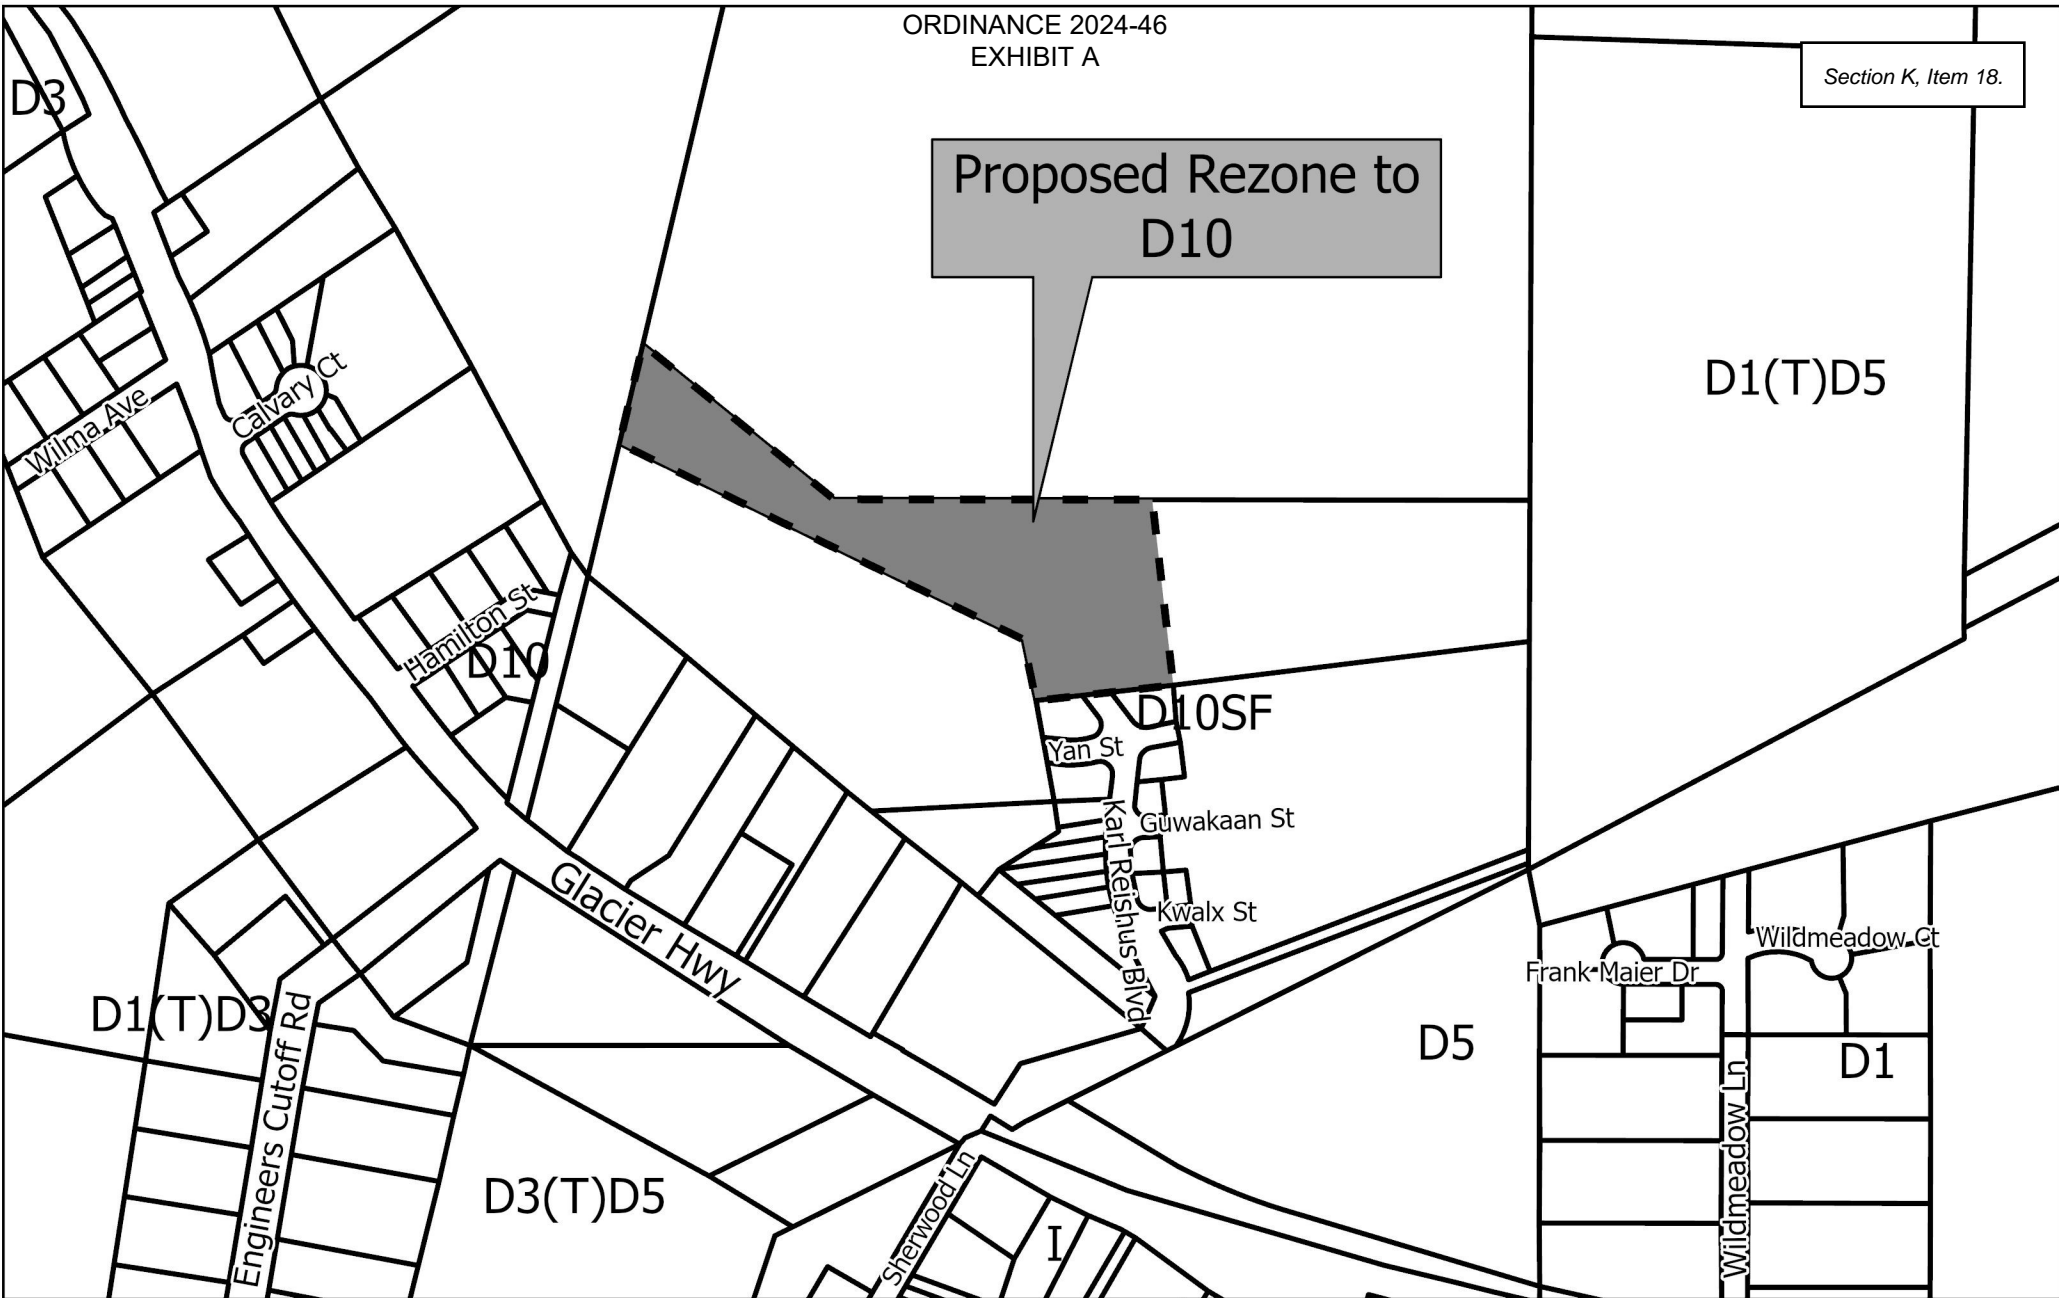 ORDINANCE 2024-46
EXHIBIT A
Section K, Item 18.
D3
Proposed Rezone to
D10
D1(T)D5
Calvary Ct
Wilma Ave
Hamilton St
D10
D10SF
Yan St
Guwakaan St
Karl Reishus Blvd
Kwalx St
Glacier Hwy
Wildmeadow Ct
Frank Maier Dr
D1(T)D3
Engineers Cutoff Rd
D5
D1
Wildmeadow Ln
D3(T)D5
Sherwood Ln
I